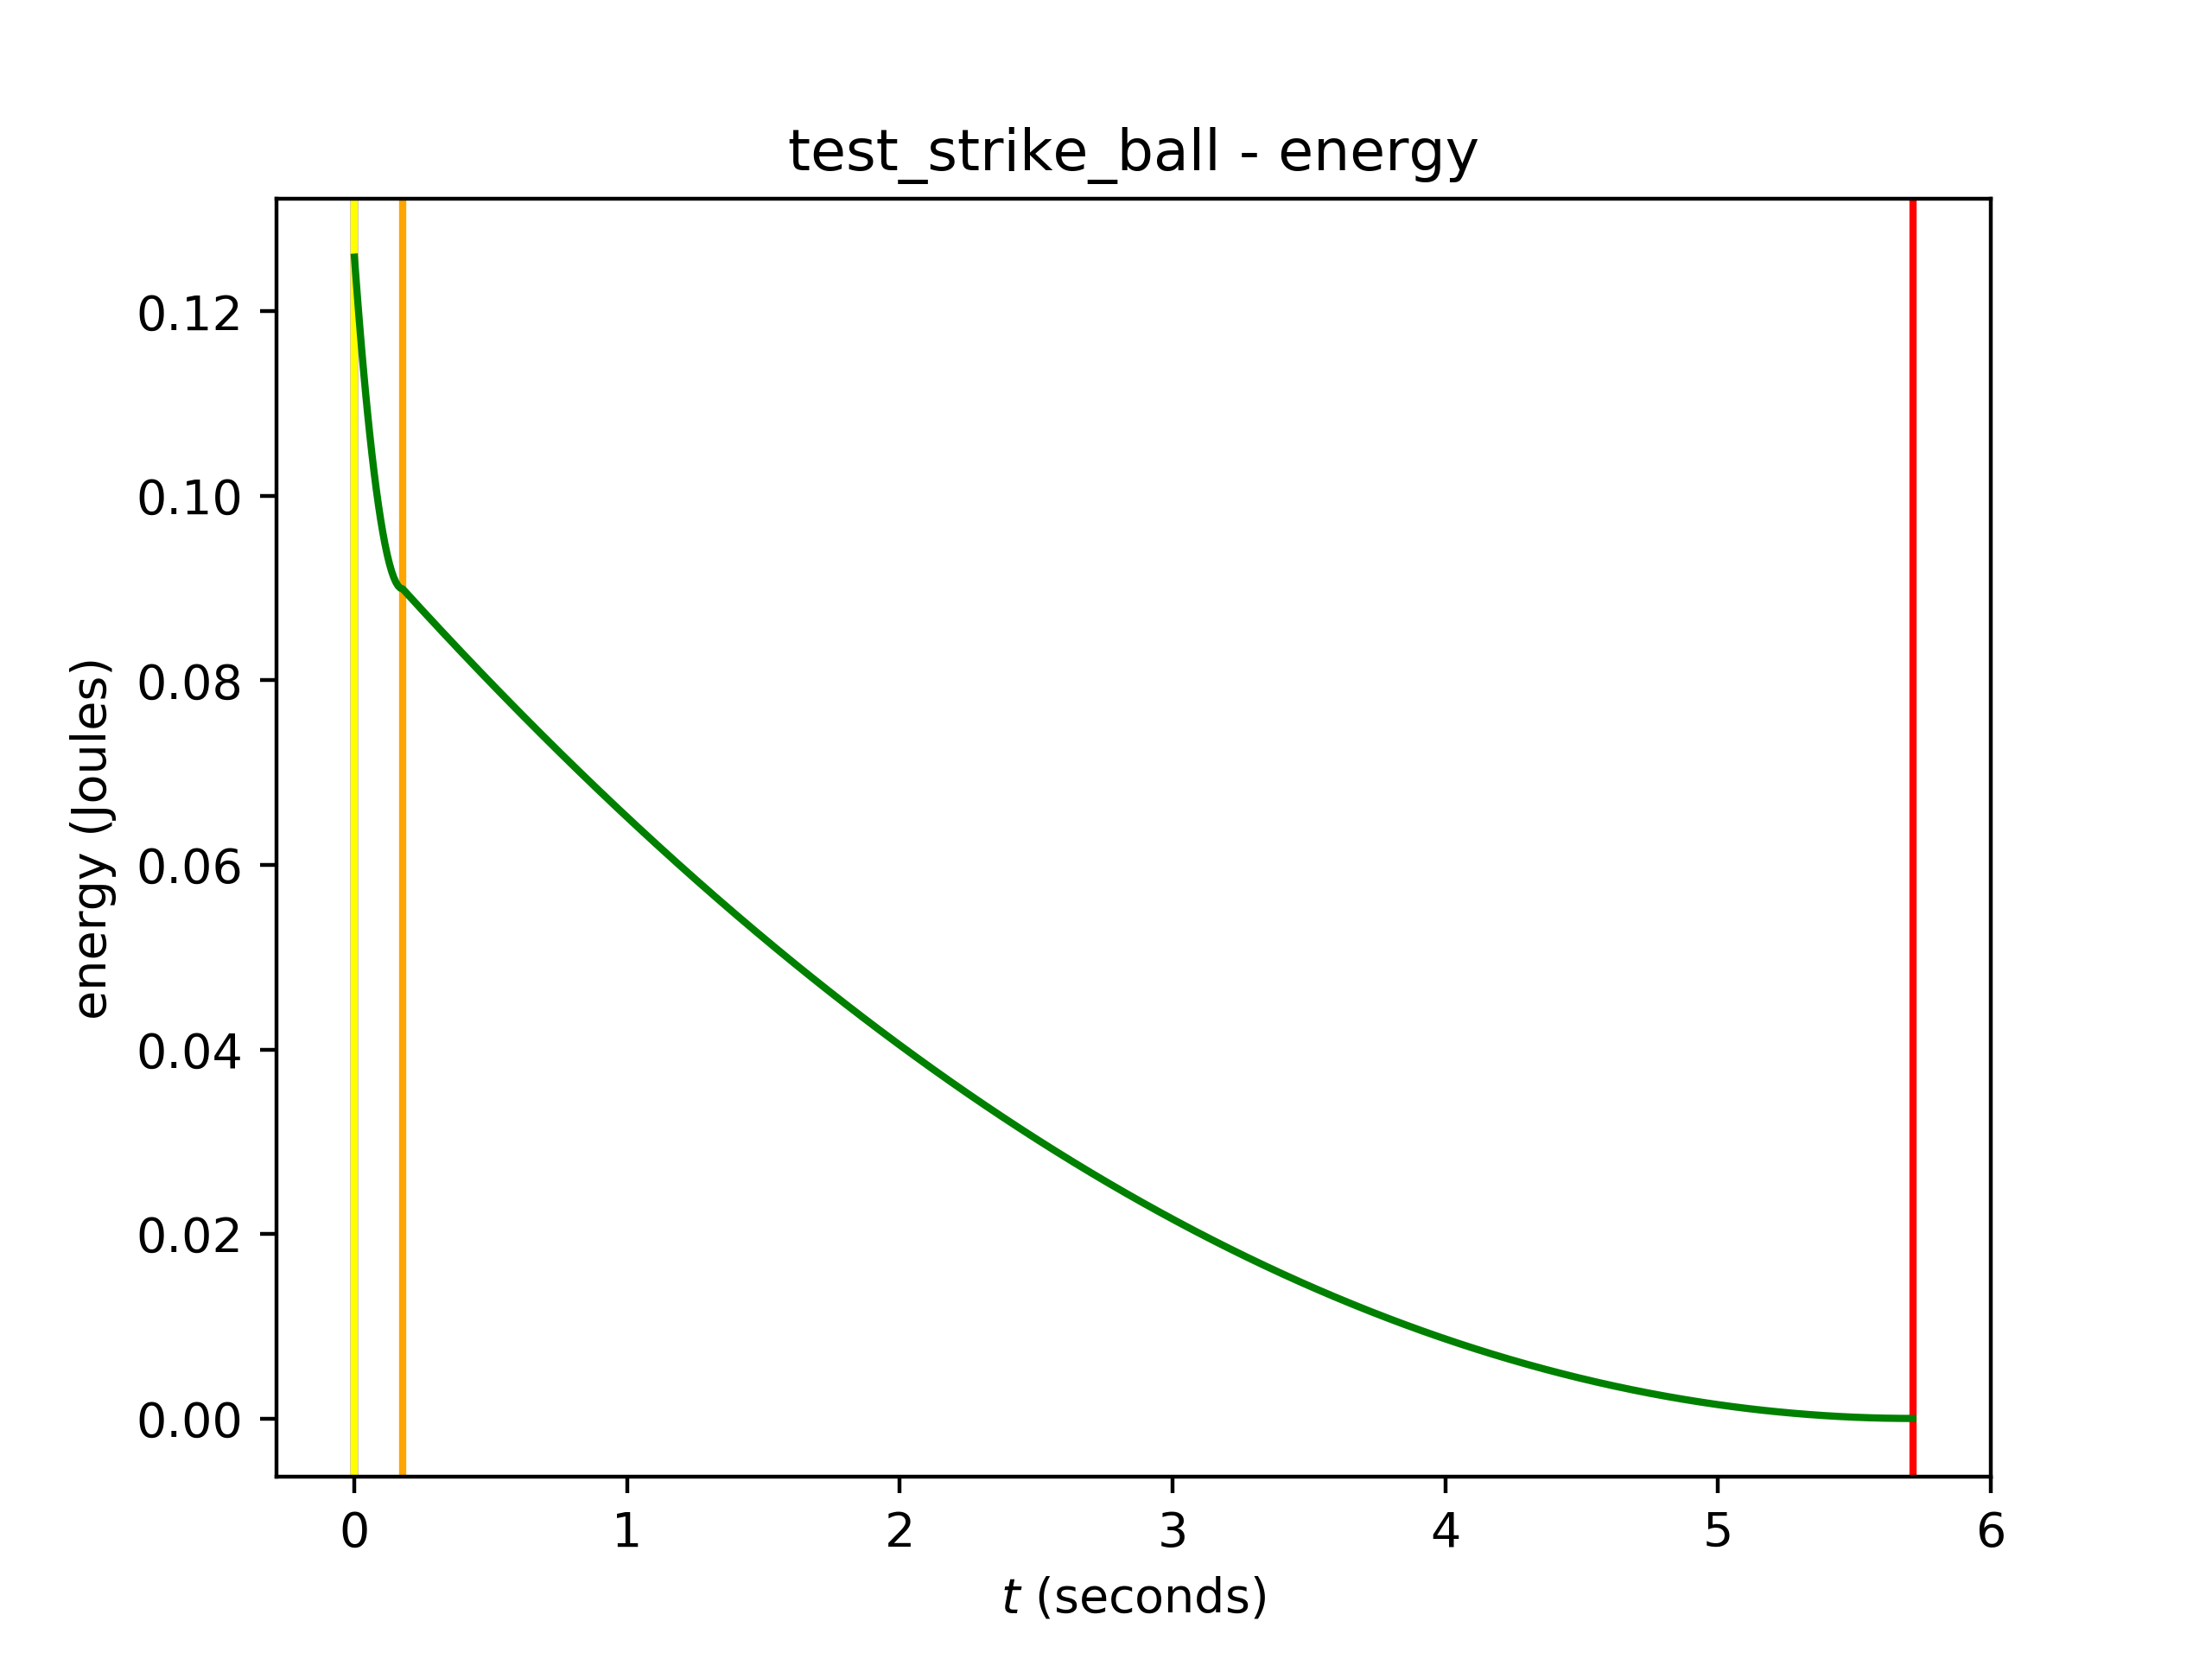 test_strike_ball - energy
energy (Joules)
0.12
0.10
0.08
0.06
0.04
0.02
0.00
0 1 2 3 4 5 6
t (seconds)